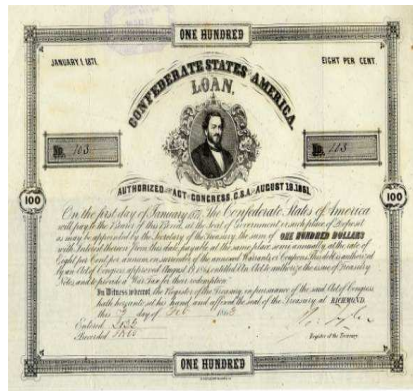 ONE HUNDRED
JANUARY 1, 1871.
EIGHT PER CENT.
CONFEDERATE STATES AMERICA.
LOAN,
No. 103
No. 103
AUTHORIZED BY ACT OF CONGRESS, C.S.A. OF AUGUST 19, 1861.
100
100
On the first day of January 1871, The Confederate States of America
will pay to the Bearer of this Bond, at the Seat of Government or such place of Deposit
as may be appointed by the Secretary of the Treasury the sum of ONE HUNDRED DOLLARS
with Interest thereon from this date, payable at the same place semi-annually at the rate of
Eight per Cent per annum on surrender of the annexed Warrants or Coupons. This debt is authorized
by an Act of Congress approved August 19, 1861, entitled "An Act to authorize the issue of Treasury
Notes, and to provide a War Tax for their redemption."
In Witness whereof, the Register of the Treasury, in pursuance of the said Act of Congress
hath hereunto set his hand, and affixed the seal of the Treasury at RICHMOND.
this day of Feb 1863
Entered
Recorded
Register of the Treasury.
ONE HUNDRED